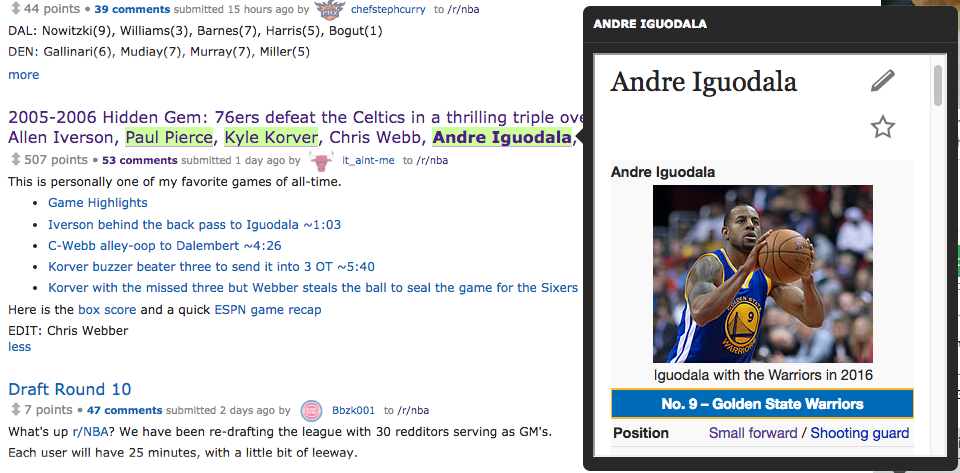 44 points • 39 comments submitted 15 hours ago by chefstephcurry to /r/nba
DAL: Nowitzki(9), Williams(3), Barnes(7), Harris(5), Bogut(1)
DEN: Gallinari(6), Mudiay(7), Murray(7), Miller(5)
more
2005-2006 Hidden Gem: 76ers defeat the Celtics in a thrilling triple ove
Allen Iverson, Paul Pierce, Kyle Korver, Chris Webb, Andre Iguodala,
507 points • 53 comments submitted 1 day ago by it_aint-me to /r/nba
This is personally one of my favorite games of all-time.
• Game Highlights
• Iverson behind the back pass to Iguodala ~1:03
• C-Webb alley-oop to Dalembert ~4:26
• Korver buzzer beater three to send it into 3 OT ~5:40
• Korver with the missed three but Webber steals the ball to seal the game for the Sixers
Here is the box score and a quick ESPN game recap
EDIT: Chris Webber
less
Draft Round 10
7 points • 47 comments submitted 2 days ago by Bbzk001 to /r/nba
What's up r/NBA? We have been re-drafting the league with 30 redditors serving as GM's.
Each user will have 25 minutes, with a little bit of leeway.
ANDRE IGUODALA
Andre Iguodala
Andre Iguodala
GOLDEN STATE
9
WARRIORS
Iguodala with the Warriors in 2016
No. 9 – Golden State Warriors
Position Small forward / Shooting guard